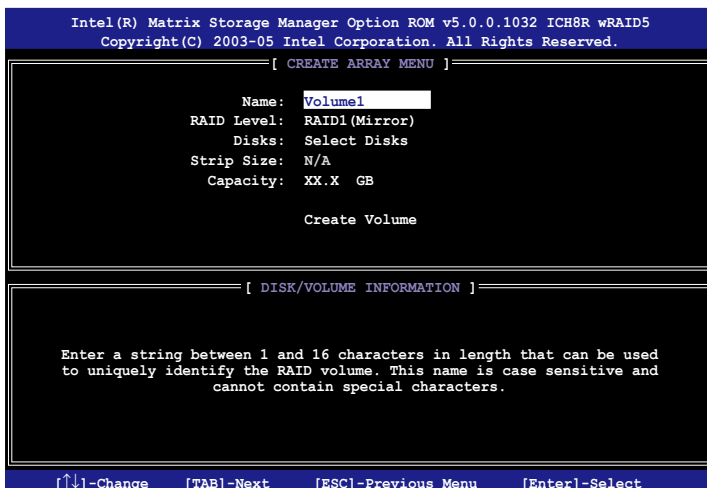 Intel(R) Matrix Storage Manager Option ROM v5.0.0.1032 ICH8R wRAID5
Copyright(C) 2003-05 Intel Corporation. All Rights Reserved.
[ CREATE ARRAY MENU ]
Name: Volume1
RAID Level: RAID1(Mirror)
Disks: Select Disks
Strip Size: N/A
Capacity: XX.X GB
Create Volume
[ DISK/VOLUME INFORMATION ]
Enter a string between 1 and 16 characters in length that can be used
to uniquely identify the RAID volume. This name is case sensitive and
cannot contain special characters.
[↑↓]-Change [TAB]-Next [ESC]-Previous Menu [Enter]-Select